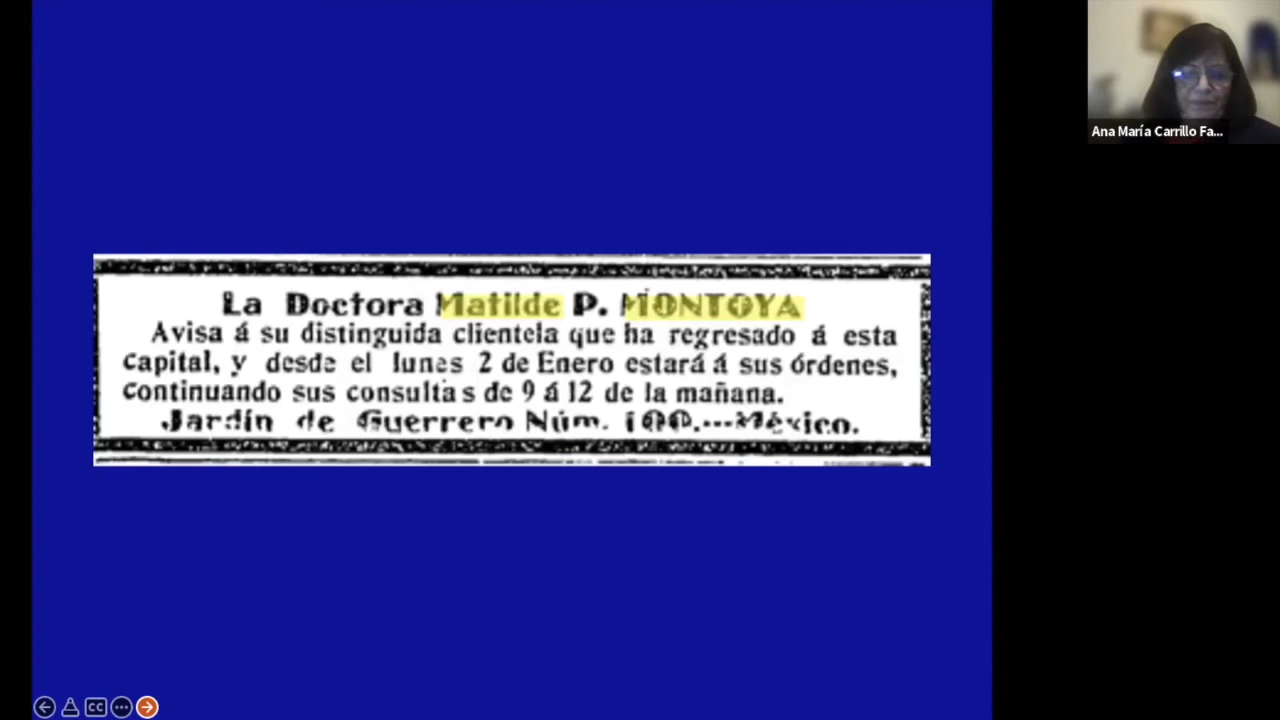 La Doctora Matilde P. MONTOYA
Avisa á su distinguida clientela que ha regresado á esta
capital, y desde el lunes 2 de Enero estará á sus órdenes,
continuando sus consultas de 9 á 12 de la mañana.
Jardín de Guerrero Núm. 100.---México.
Ana María Carrillo Fa...
CC